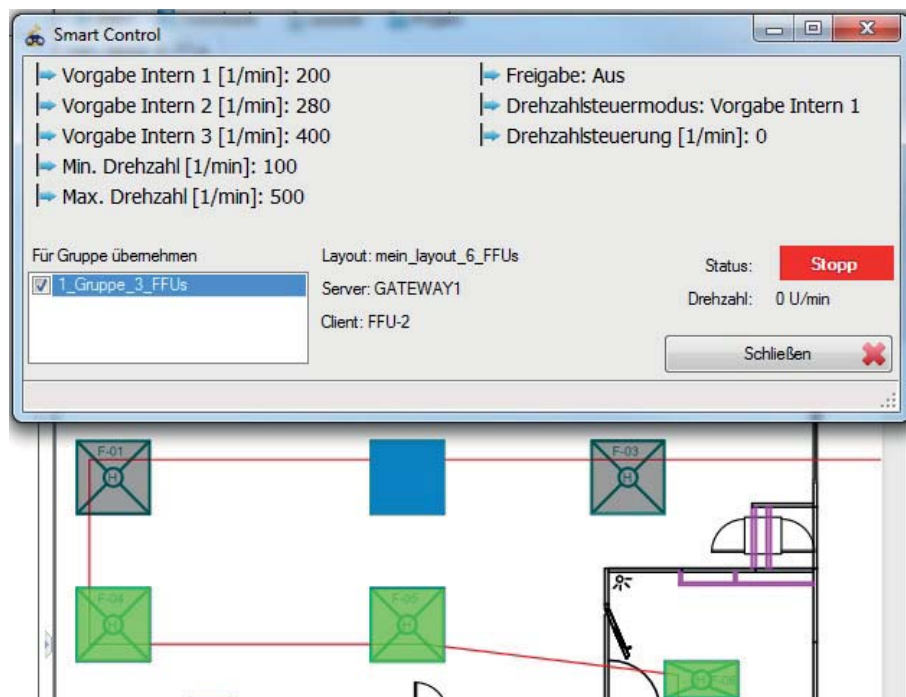 Smart Control
Vorgabe Intern 1 [1/min]: 200
Vorgabe Intern 2 [1/min]: 280
Vorgabe Intern 3 [1/min]: 400
Min. Drehzahl [1/min]: 100
Max. Drehzahl [1/min]: 500
Freigabe: Aus
Drehzahlsteuermodus: Vorgabe Intern 1
Drehzahlsteuerung [1/min]: 0
Für Gruppe übernehmen
1_Gruppe_3_FFUs
Layout: mein_layout_6_FFUs
Server: GATEWAY1
Client: FFU-2
Status: Stopp
Drehzahl: 0 U/min
Schließen
F-01
H
F-03
H
F-04
H
F-05
H
H F-06